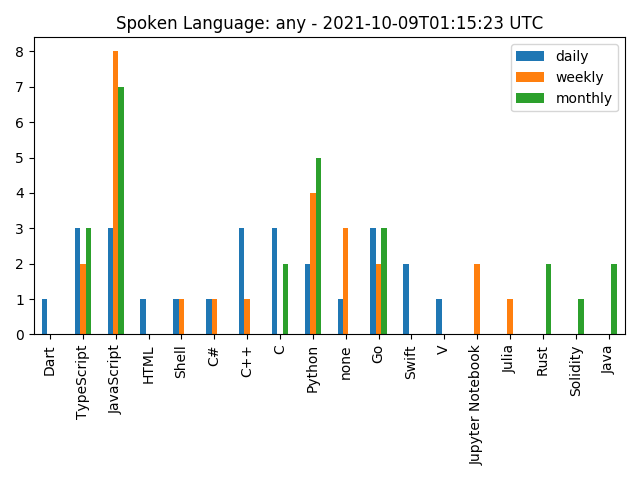 Spoken Language: any - 2021-10-09T01:15:23 UTC
daily
weekly
monthly
8
7
6
5
4
3
2
1
0
Dart
TypeScript
JavaScript
HTML
Shell
C#
C++
C
Python
none
Go
Swift
V
Jupyter Notebook
Julia
Rust
Solidity
Java